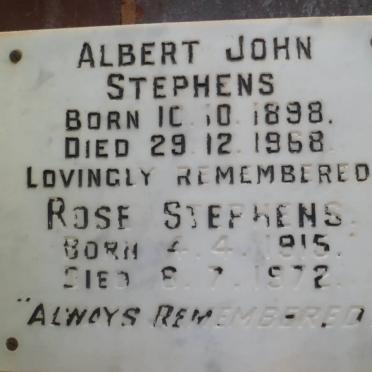 ALBERT JOHN
STEPHENS
BORN 10.10.1898.
DIED 29.12.1968
LOVINGLY REMEMBERED
ROSE STEPHENS
BORN 4.4.1915.
DIED 8.7.1972.
"ALWAYS REMEMBERED.